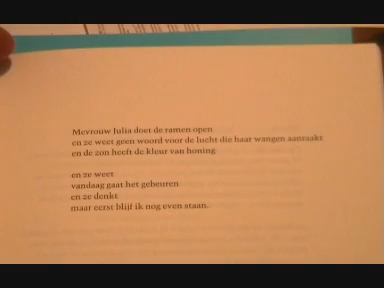 Mevrouw Julia doet de ramen open
en ze weet geen woord voor de lucht die haar wangen aanraakt
en de zon heeft de kleur van honing
en ze weet
vandaag gaat het gebeuren
en ze denkt
maar eerst blijf ik nog even staan.